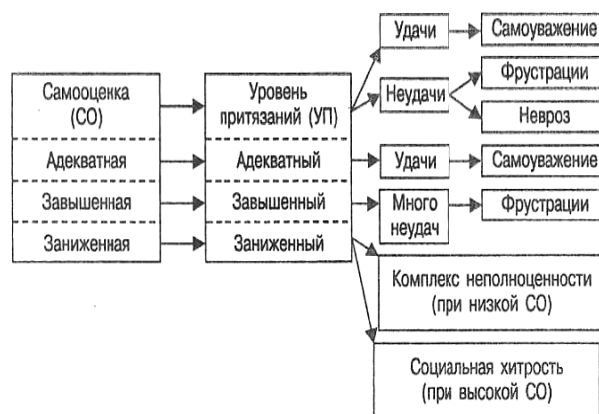 Самооценка
(СО)
Адекватная
Завышенная
Заниженная
Уровень
притязаний (УП)
Адекватный
Завышенный
Заниженный
Удачи
Самоуважение
Неудачи
Фрустрации
Невроз
Удачи
Самоуважение
Много
неудач
Фрустрации
Комплекс неполноценности
(при низкой СО)
Социальная хитрость
(при высокой СО)